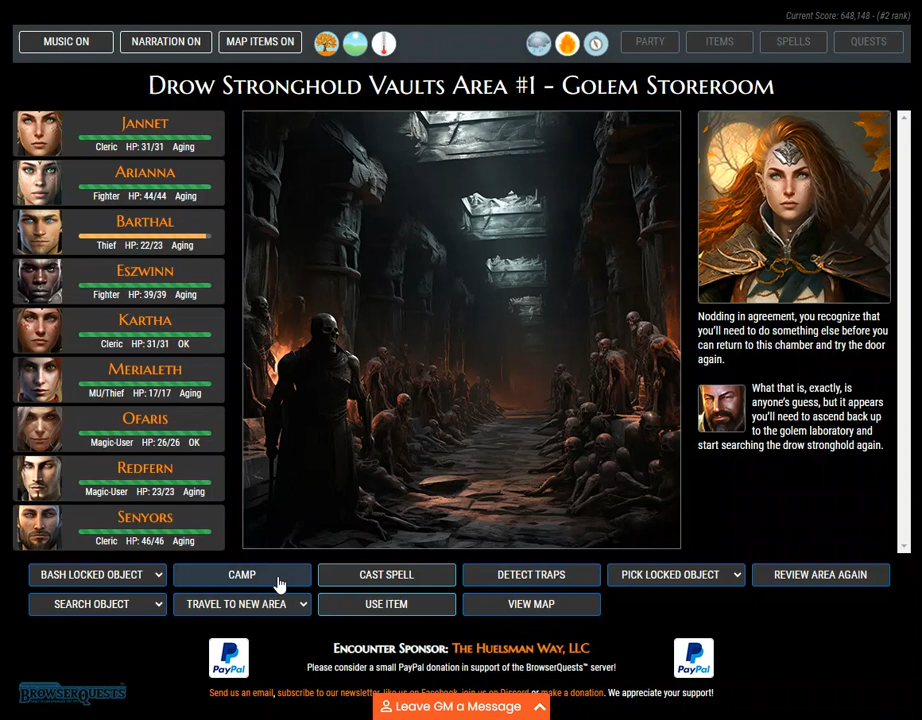 Current Score: 648,148 - (#2 rank)
MUSIC ON
NARRATION ON
MAP ITEMS ON
PARTY
ITEMS
SPELLS
QUESTS
Drow Stronghold Vaults Area #1 - Golem Storeroom
Jannet
Cleric HP: 31/31 Aging
Arianna
Fighter HP: 44/44 Aging
Barthal
Thief HP: 22/23 Aging
Eszwinn
Fighter HP: 39/39 Aging
Kartha
Cleric HP: 31/31 OK
Merialeth
MU/Thief HP: 17/17 Aging
Ofaris
Magic-User HP: 26/26 OK
Redfern
Magic-User HP: 23/23 Aging
Senyors
Cleric HP: 46/46 Aging
Nodding in agreement, you recognize that
you'll need to do something else before you
can return to this chamber and try the door
again.
What that is, exactly, is
anyone's guess, but it appears
you'll need to ascend back up
to the golem laboratory and
start searching the drow stronghold again.
BASH LOCKED OBJECT
CAMP
CAST SPELL
DETECT TRAPS
PICK LOCKED OBJECT
REVIEW AREA AGAIN
SEARCH OBJECT
TRAVEL TO NEW AREA
USE ITEM
VIEW MAP
PayPal
Encounter Sponsor: The Huelsman Way, LLC
Please consider a small PayPal donation in support of the BrowserQuests™ server!
PayPal
BrowserQuests
Send us an email, subscribe to our newsletter, like us on Facebook, join us on Discord or make a donation. We appreciate your support!
Leave GM a Message